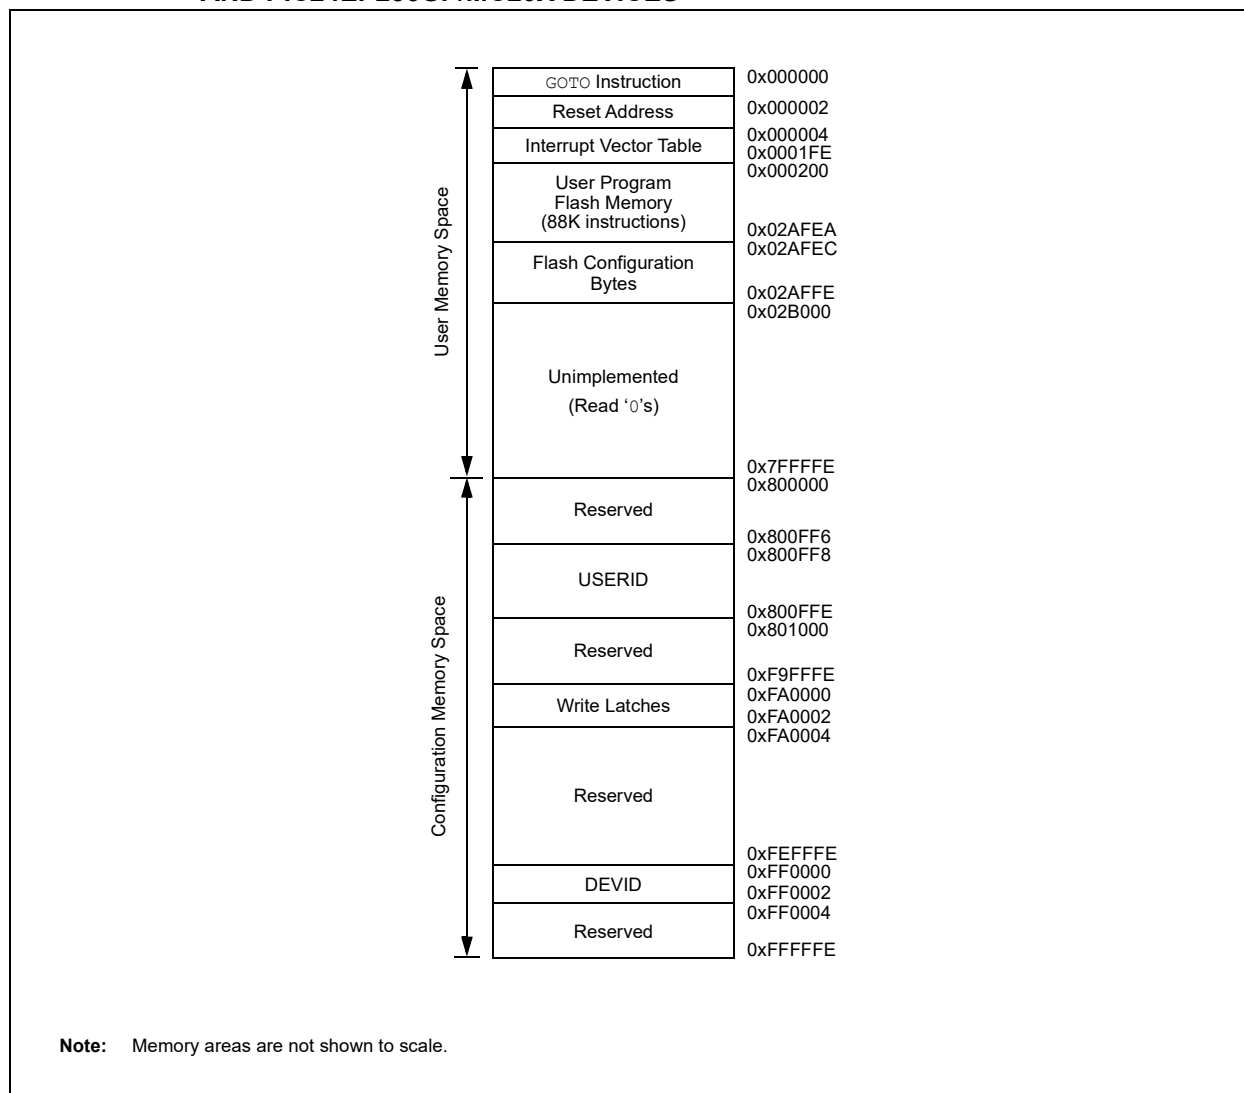 GOTO Instruction
0x000000
Reset Address
0x000002
Interrupt Vector Table
0x000004
0x0001FE
User Program
Flash Memory
(88K instructions)
0x000200
0x02AFEA
Flash Configuration
Bytes
0x02AFEC
0x02AFFE
User Memory Space
Unimplemented
(Read ‘0’s)
0x02B000
0x7FFFFE
Reserved
0x800000
0x800FF6
USERID
0x800FF8
0x800FFE
Configuration Memory Space
Reserved
0x801000
0xF9FFFE
Write Latches
0xFA0000
0xFA0002
Reserved
0xFA0004
0xFEFFFE
DEVID
0xFF0000
0xFF0002
Reserved
0xFF0004
0xFFFFFE
Note: Memory areas are not shown to scale.